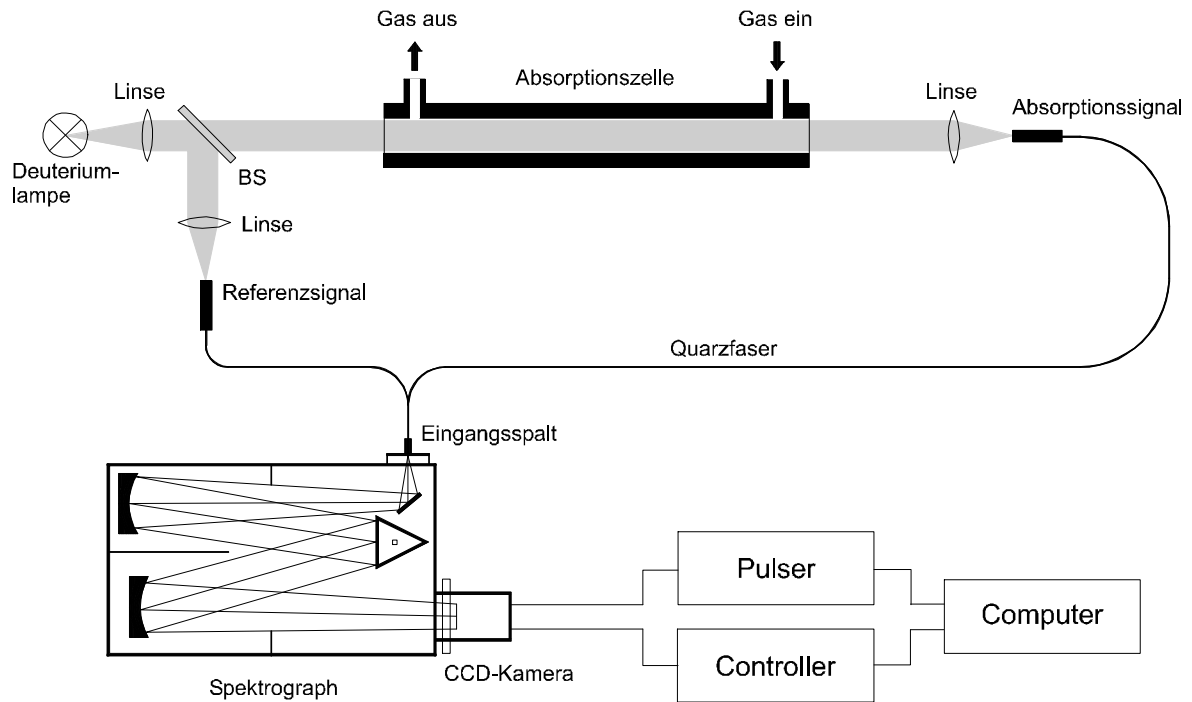 Gas aus
Gas ein
Absorptionszelle
Linse
Linse
Absorptionssignal
Deuterium-
lampe
BS
Linse
Referenzsignal
Quarzfaser
Eingangsspalt
Pulser
Computer
Controller
CCD-Kamera
Spektrograph